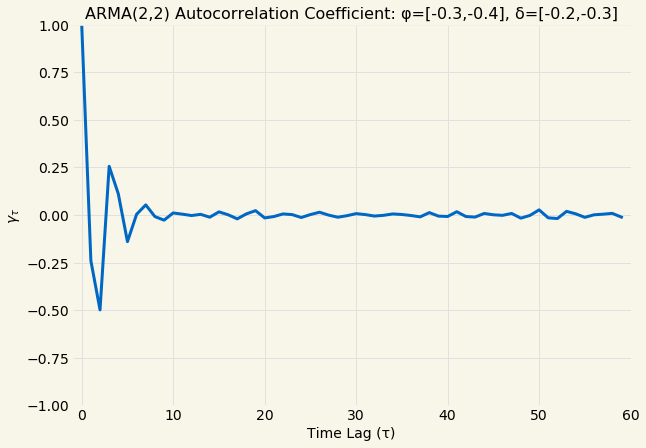 ARMA(2,2) Autocorrelation Coefficient: φ=[-0.3,-0.4], δ=[-0.2,-0.3]
1.00
0.75
0.50
0.25
0.00
−0.25
−0.50
−0.75
−1.00
γτ
0 10 20 30 40 50 60
Time Lag (τ)